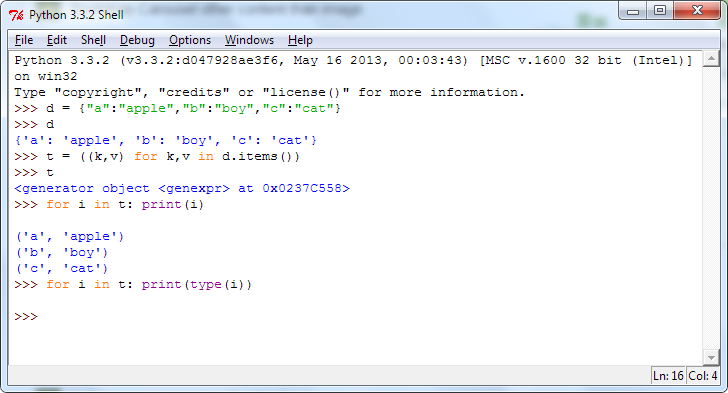 Python 3.3.2 Shell
File Edit Shell Debug Options Windows Help
Python 3.3.2 (v3.3.2:d047928ae3f6, May 16 2013, 00:03:43) [MSC v.1600 32 bit (Intel)]
on win32
Type "copyright", "credits" or "license()" for more information.
>>> d = {"a":"apple","b":"boy","c":"cat"}
>>> d
{'a': 'apple', 'b': 'boy', 'c': 'cat'}
>>> t = ((k,v) for k,v in d.items())
>>> t
<generator object <genexpr> at 0x0237C558>
>>> for i in t: print(i)
('a', 'apple')
('b', 'boy')
('c', 'cat')
>>> for i in t: print(type(i))
>>>
Ln: 16 Col: 4